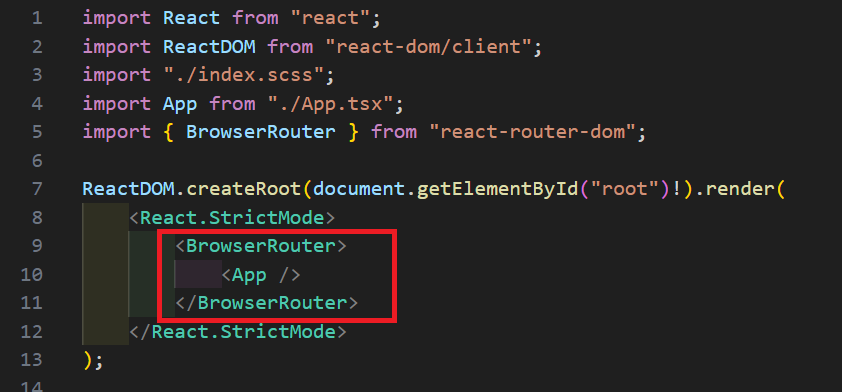 1 import React from "react";
2 import ReactDOM from "react-dom/client";
3 import "./index.scss";
4 import App from "./App.tsx";
5 import { BrowserRouter } from "react-router-dom";
6
7 ReactDOM.createRoot(document.getElementById("root")!).render(
8     <React.StrictMode>
9         <BrowserRouter>
10             <App />
11         </BrowserRouter>
12     </React.StrictMode>
13 );
14